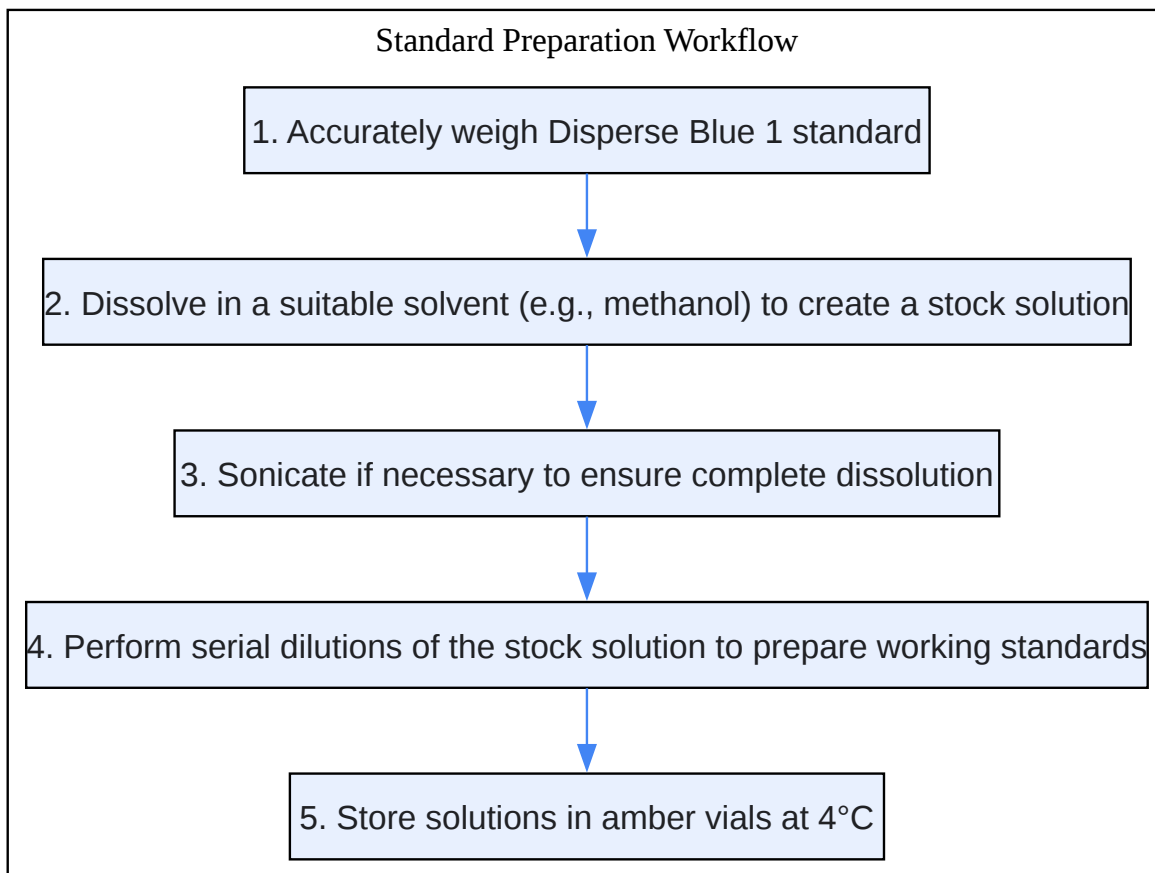 Standard Preparation Workflow
1. Accurately weigh Disperse Blue 1 standard
2. Dissolve in a suitable solvent (e.g., methanol) to create a stock solution
3. Sonicate if necessary to ensure complete dissolution
4. Perform serial dilutions of the stock solution to prepare working standards
5. Store solutions in amber vials at 4°C